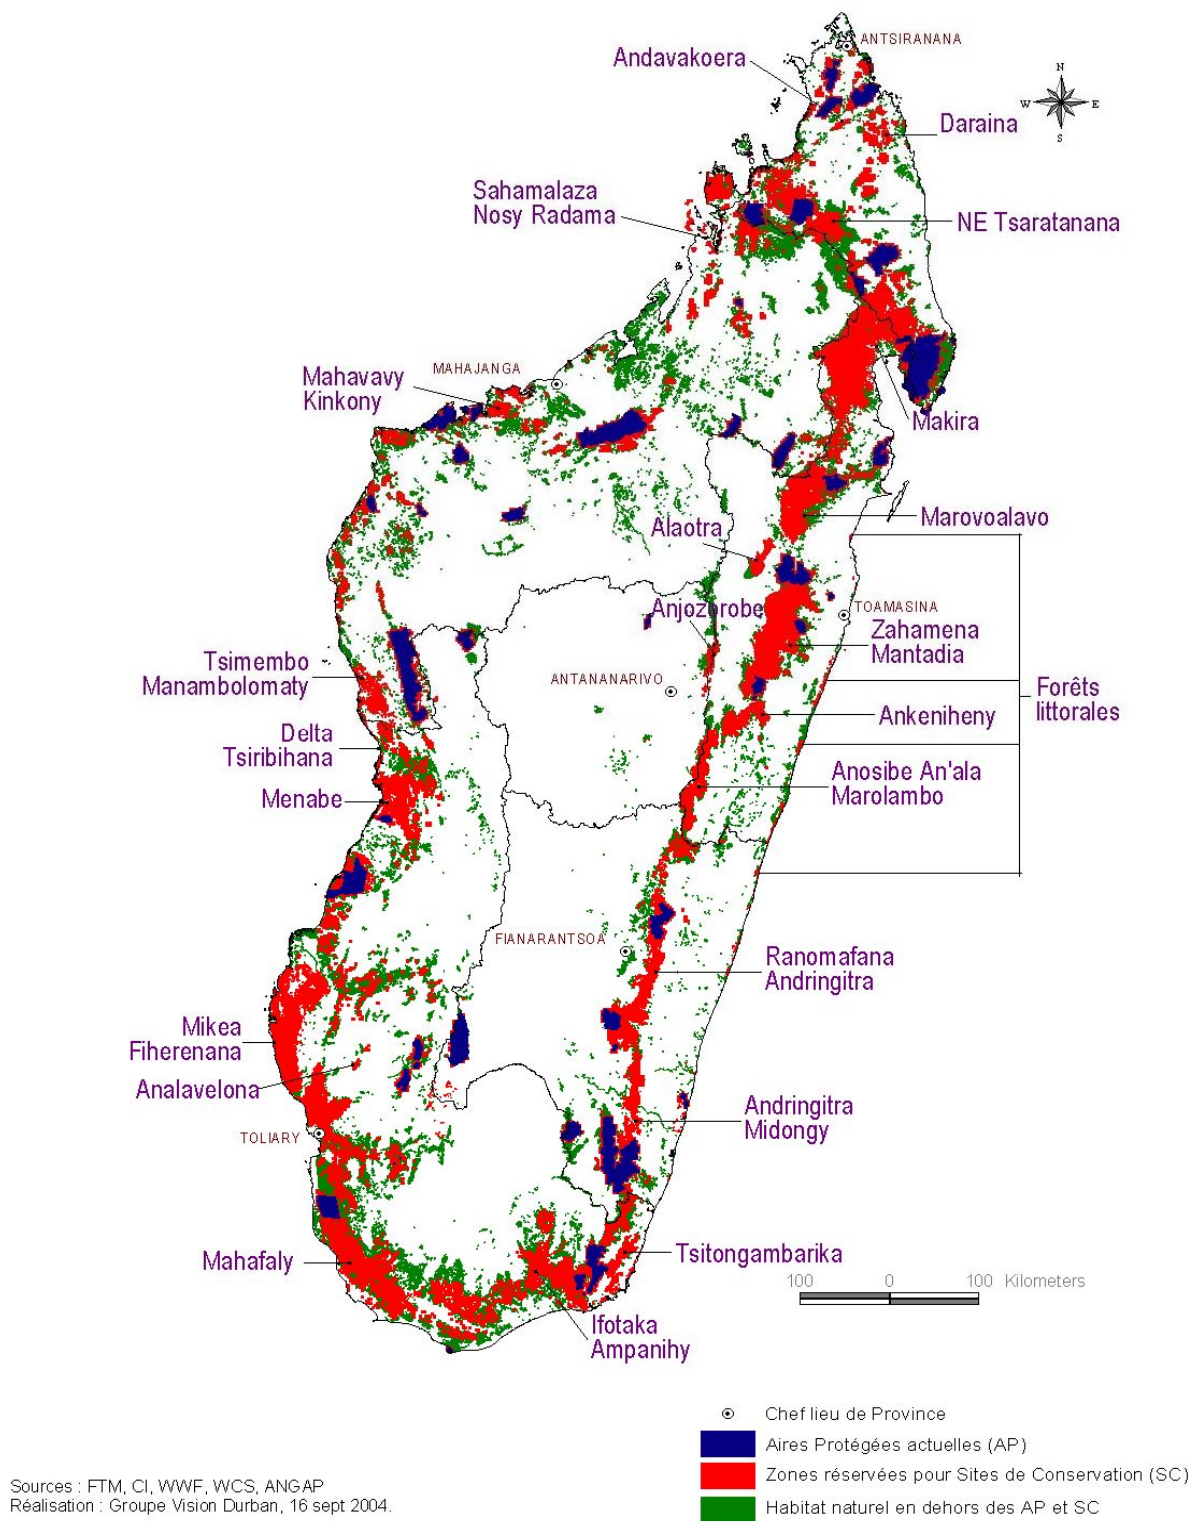 ANTSIRANANA
Andavakoera
N
W
E
S
Daraina
Sahamalaza
Nosy Radama
NE Tsaratanana
MAHAJANGA
Mahavavy
Kinkony
Makira
Marovoalavo
Alaotra
Anjozorobe
TOAMASINA
Zahamena
Mantadia
Tsimembo
Manambolomaty
ANTANANARIVO
Forêts
littorales
Ankeniheny
Delta
Tsiribihana
Anosibe An'ala
Marolambo
Menabe
FIANARANTSOA
Ranomafana
Andringitra
Mikea
Fiherenana
Analavelona
Andringitra
Midongy
TOLIARY
Mahafaly
Tsitongambarika
100 0 100 Kilometers
Ifotaka
Ampanihy
Chef lieu de Province
Aires Protégées actuelles (AP)
Zones réservées pour Sites de Conservation (SC)
Habitat naturel en dehors des AP et SC
Sources : FTM, CI, WWF, WCS, ANGAP
Réalisation : Groupe Vision Durban, 16 sept 2004.